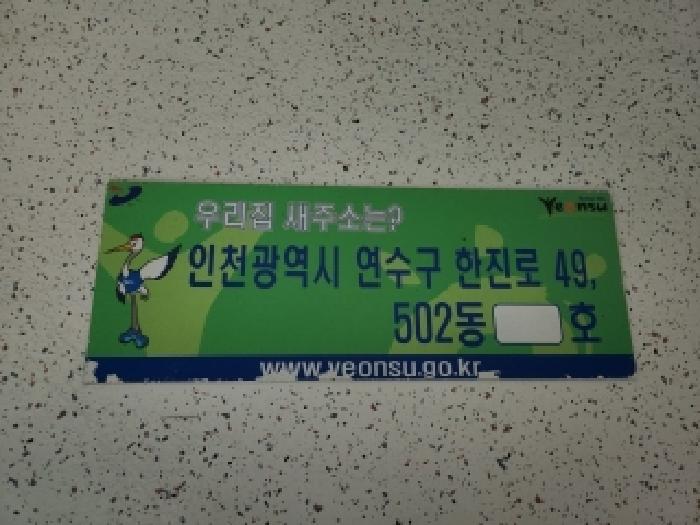 Yeonsu
우리집 새주소는?
인천광역시 연수구 한진로 49,
502동 호
www.yeonsu.go.kr